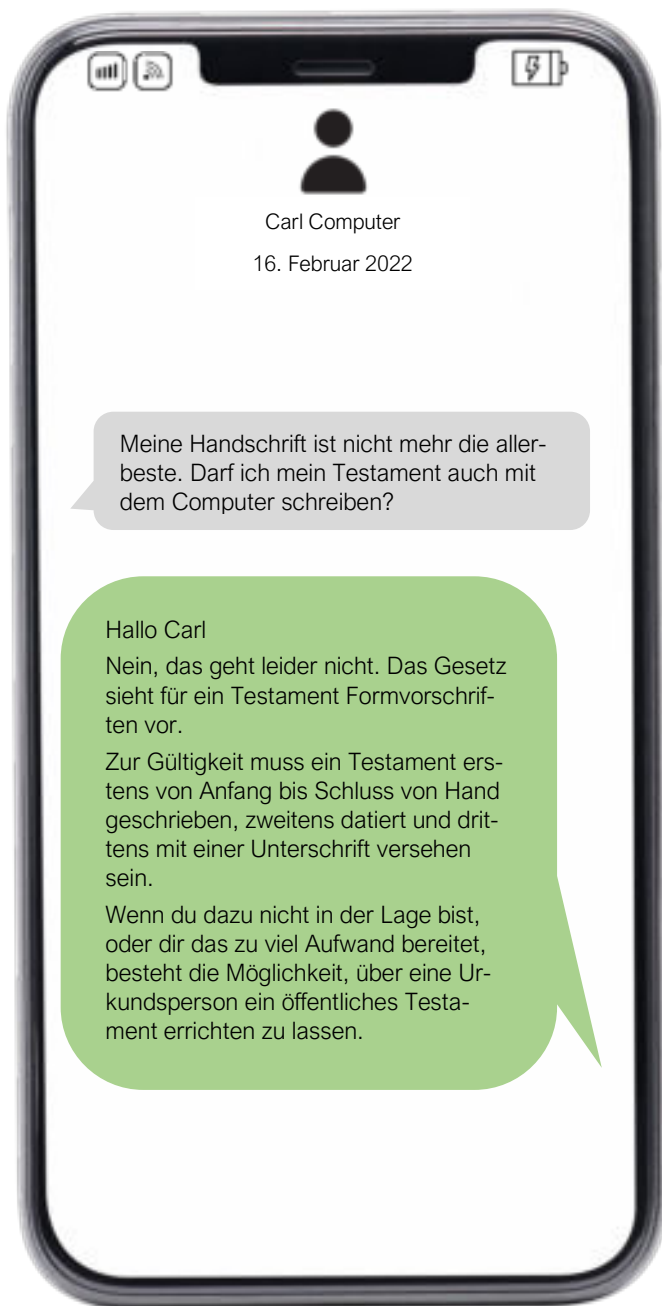 Carl Computer
16. Februar 2022
Meine Handschrift ist nicht mehr die aller-
beste. Darf ich mein Testament auch mit
dem Computer schreiben?
Hallo Carl
Nein, das geht leider nicht. Das Gesetz
sieht für ein Testament Formvorschrif-
ten vor.
Zur Gültigkeit muss ein Testament ers-
tens von Anfang bis Schluss von Hand
geschrieben, zweitens datiert und drit-
tens mit einer Unterschrift versehen
sein.
Wenn du dazu nicht in der Lage bist,
oder dir das zu viel Aufwand bereitet,
besteht die Möglichkeit, über eine Ur-
kundsperson ein öffentliches Testa-
ment errichten zu lassen.